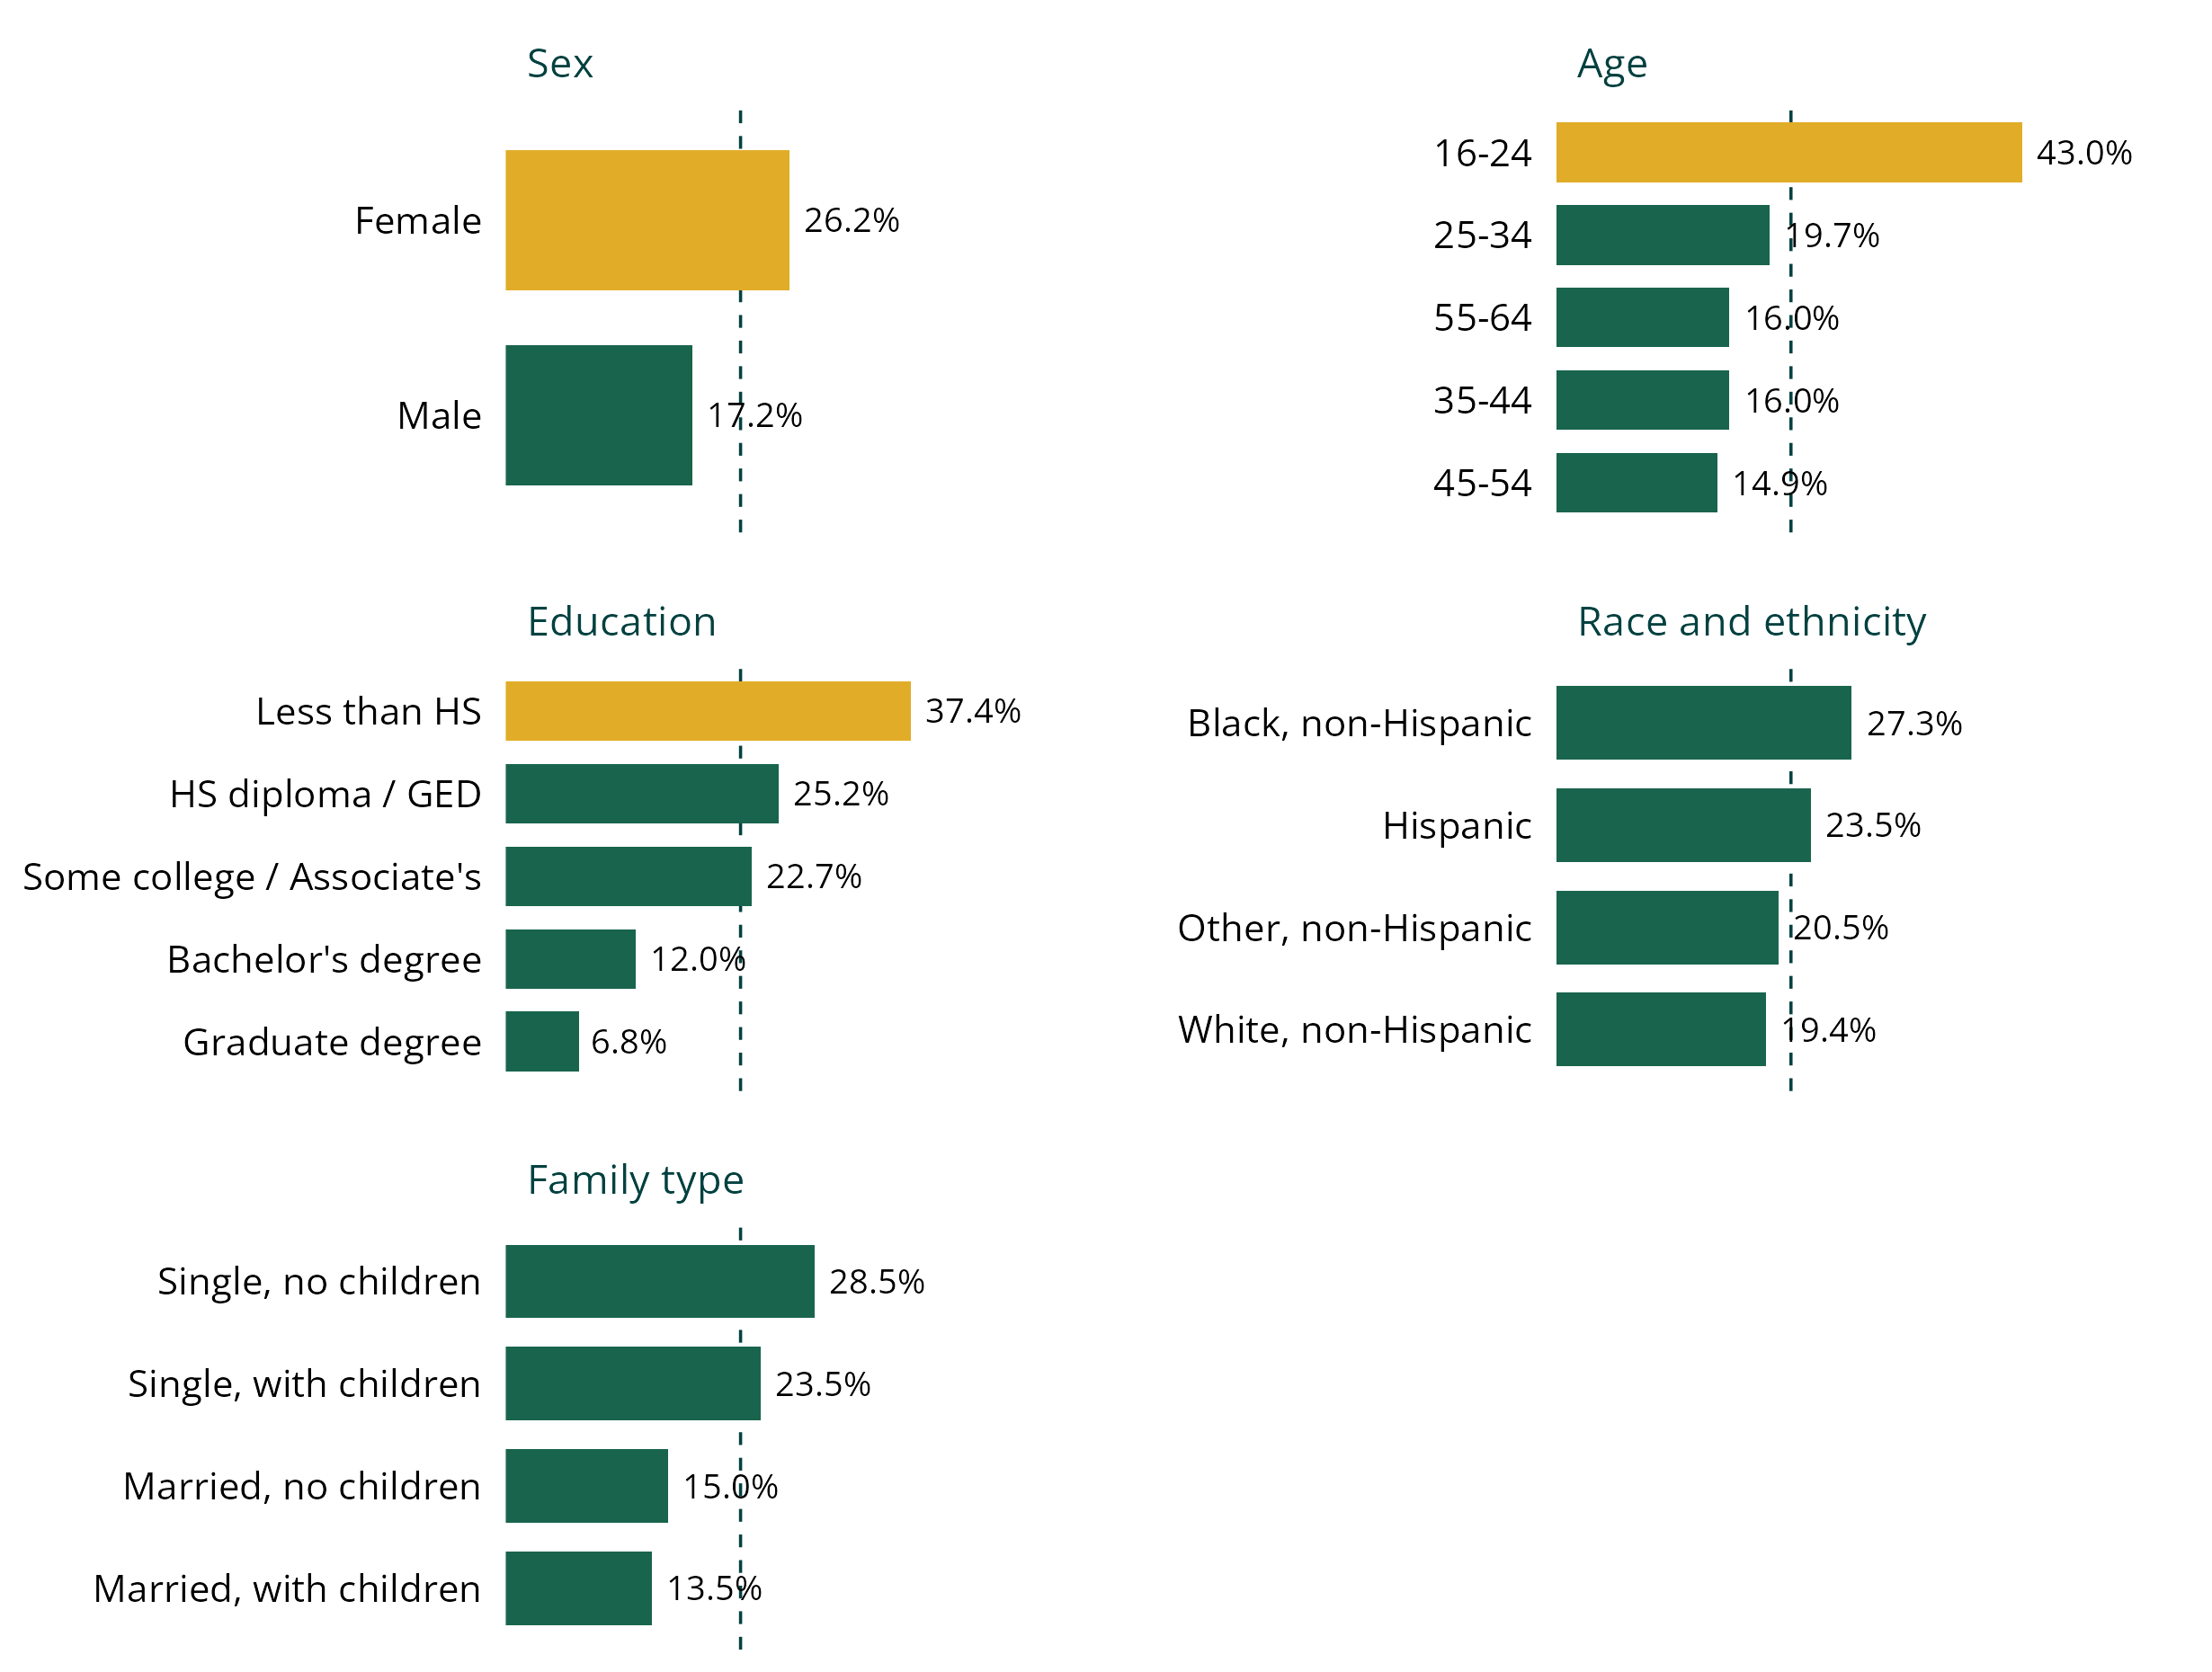 Sex
Female 26.2%
Male 17.2%
Age
16-24 43.0%
25-34 19.7%
55-64 16.0%
35-44 16.0%
45-54 14.9%
Education
Less than HS 37.4%
HS diploma / GED 25.2%
Some college / Associate's 22.7%
Bachelor's degree 12.0%
Graduate degree 6.8%
Race and ethnicity
Black, non-Hispanic 27.3%
Hispanic 23.5%
Other, non-Hispanic 20.5%
White, non-Hispanic 19.4%
Family type
Single, no children 28.5%
Single, with children 23.5%
Married, no children 15.0%
Married, with children 13.5%